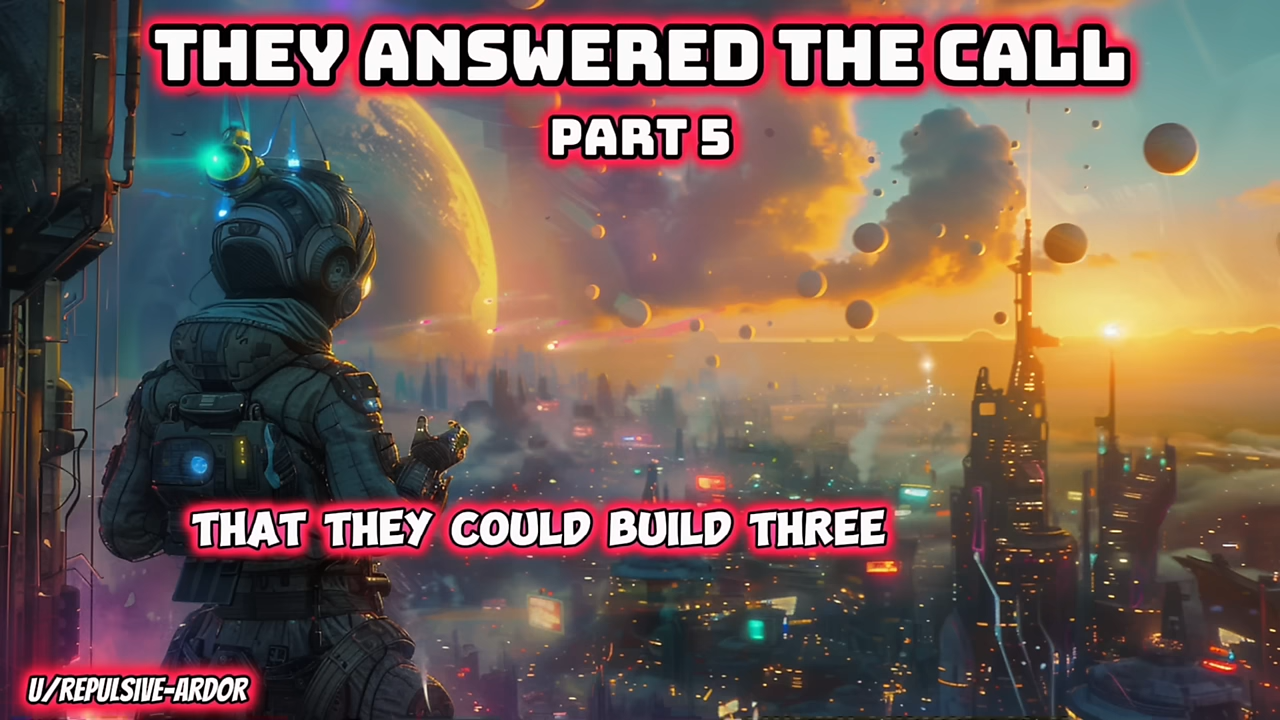 THEY ANSWERED THE CALL
PART 5
THAT THEY COULD BUILD THREE
U/REPULSIVE-ARDOR